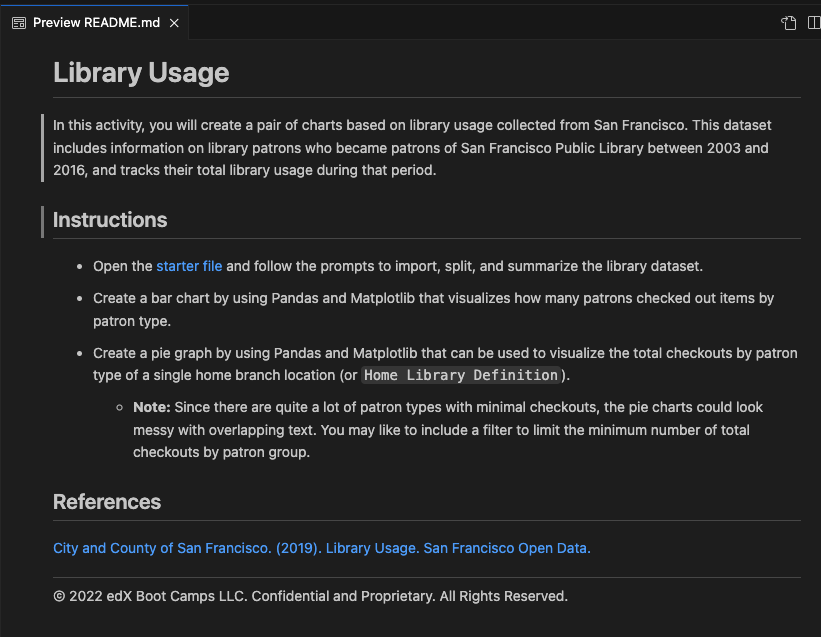 Preview README.md
Library Usage
In this activity, you will create a pair of charts based on library usage collected from San Francisco. This dataset
includes information on library patrons who became patrons of San Francisco Public Library between 2003 and
2016, and tracks their total library usage during that period.
Instructions
• Open the starter file and follow the prompts to import, split, and summarize the library dataset.
• Create a bar chart by using Pandas and Matplotlib that visualizes how many patrons checked out items by
patron type.
• Create a pie graph by using Pandas and Matplotlib that can be used to visualize the total checkouts by patron
type of a single home branch location (or Home Library Definition).
◦ Note: Since there are quite a lot of patron types with minimal checkouts, the pie charts could look
messy with overlapping text. You may like to include a filter to limit the minimum number of total
checkouts by patron group.
References
City and County of San Francisco. (2019). Library Usage. San Francisco Open Data.
© 2022 edX Boot Camps LLC. Confidential and Proprietary. All Rights Reserved.